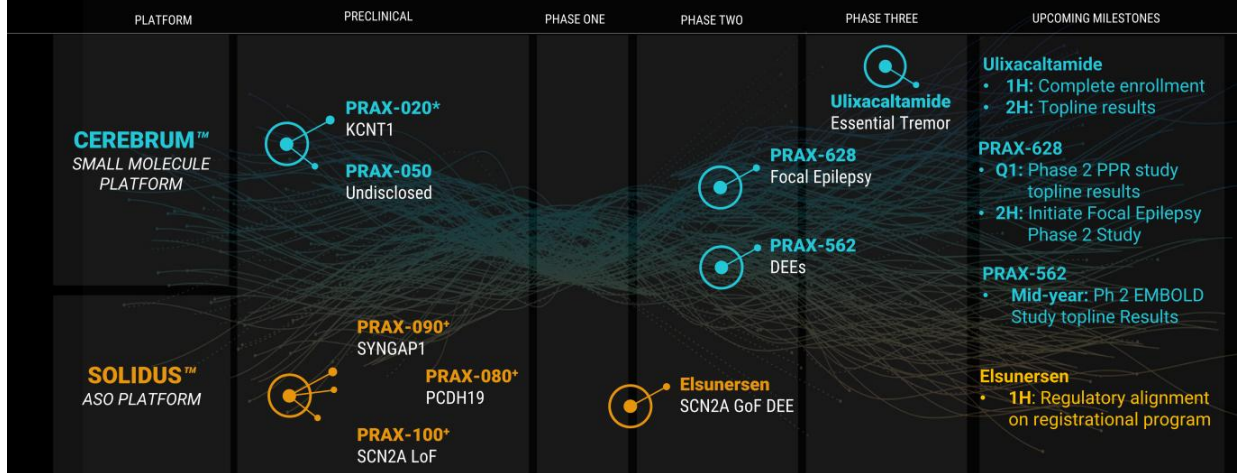 PLATFORM
PRECLINICAL
PHASE ONE
PHASE TWO
PHASE THREE
UPCOMING MILESTONES
CEREBRUM™
SMALL MOLECULE
PLATFORM
PRAX-020*
KCNT1
PRAX-050
Undisclosed
PRAX-628
Focal Epilepsy
PRAX-562
DEEs
Ulixacaltamide
Essential Tremor
Ulixacaltamide
• 1H: Complete enrollment
• 2H: Topline results
PRAX-628
• Q1: Phase 2 PPR study
topline results
• 2H: Initiate Focal Epilepsy
Phase 2 Study
PRAX-562
• Mid-year: Ph 2 EMBOLD
Study topline Results
SOLIDUS™
ASO PLATFORM
PRAX-090+
SYNGAP1
PRAX-080+
PCDH19
PRAX-100+
SCN2A LoF
Elsunersen
SCN2A GoF DEE
Elsunersen
• 1H: Regulatory alignment
on registrational program